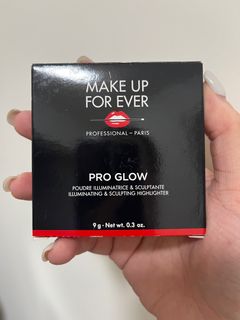 MAKE UP
FOR EVER
PROFESSIONAL – PARIS
PRO GLOW
POUDRE ILLUMINATRICE & SCULPTANTE
ILLUMINATING & SCULPTING HIGHLIGHTER
9 g - Net wt. 0.3 oz.